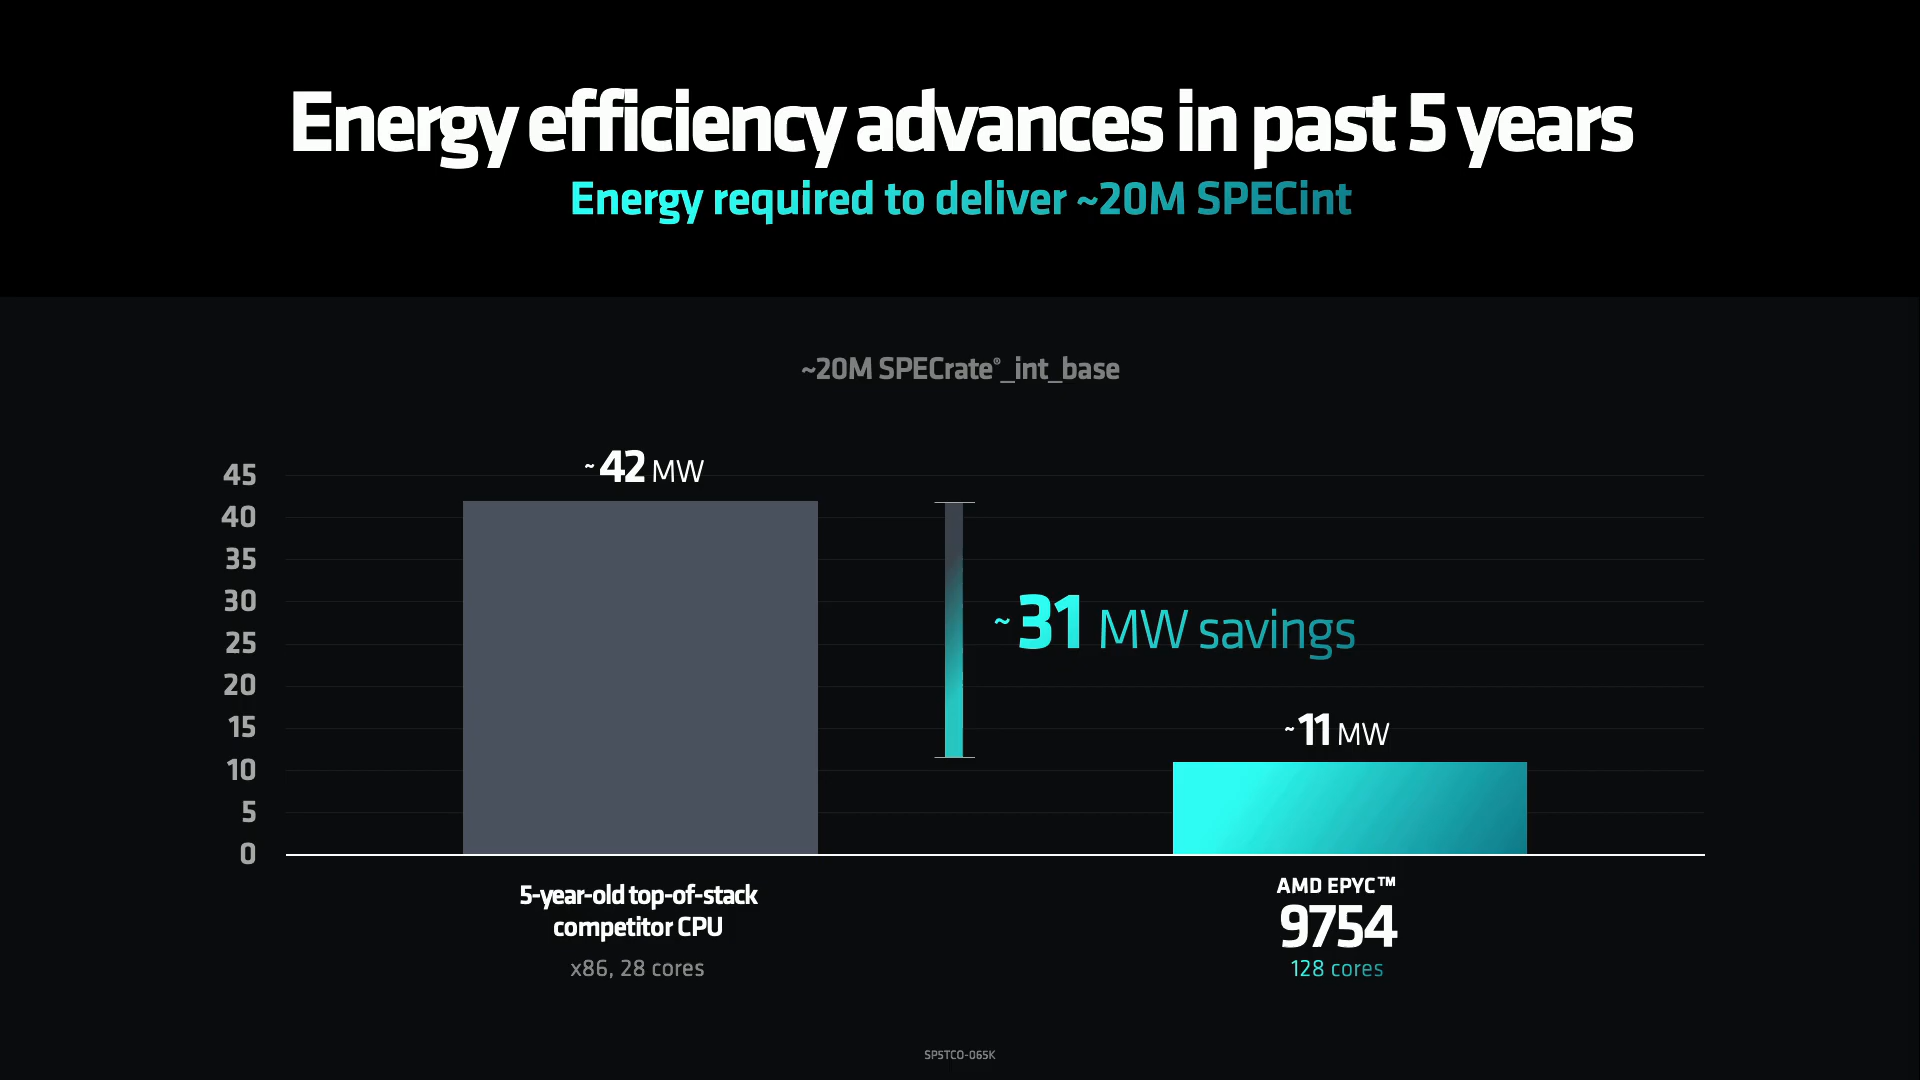 Energy efficiency advances in past 5 years
Energy required to deliver ~20M SPECint
~20M SPECrate®_int_base
45
40
35
30
25
20
15
10
5
0
~42 MW
~31 MW savings
~11 MW
5-year-old top-of-stack
competitor CPU
x86, 28 cores
AMD EPYC™
9754
128 cores
SP5TCO-065K